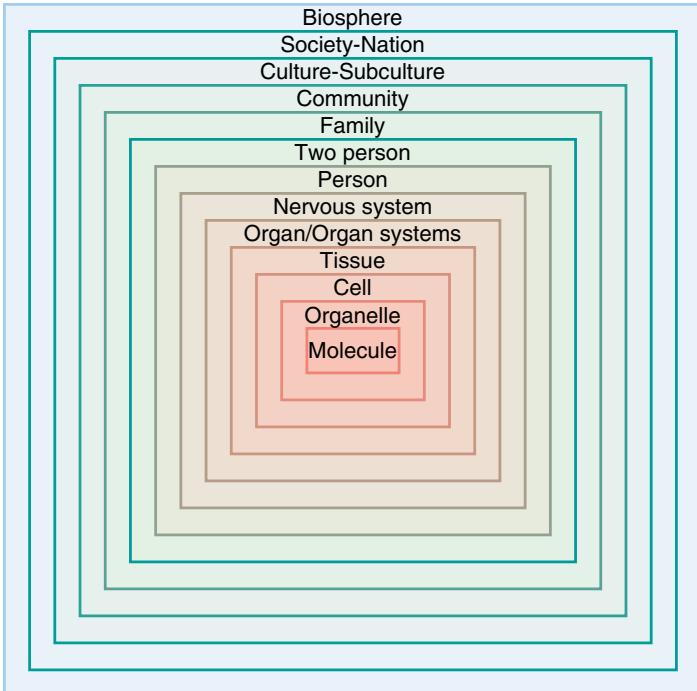 Biosphere
Society-Nation
Culture-Subculture
Community
Family
Two person
Person
Nervous system
Organ/Organ systems
Tissue
Cell
Organelle
Molecule